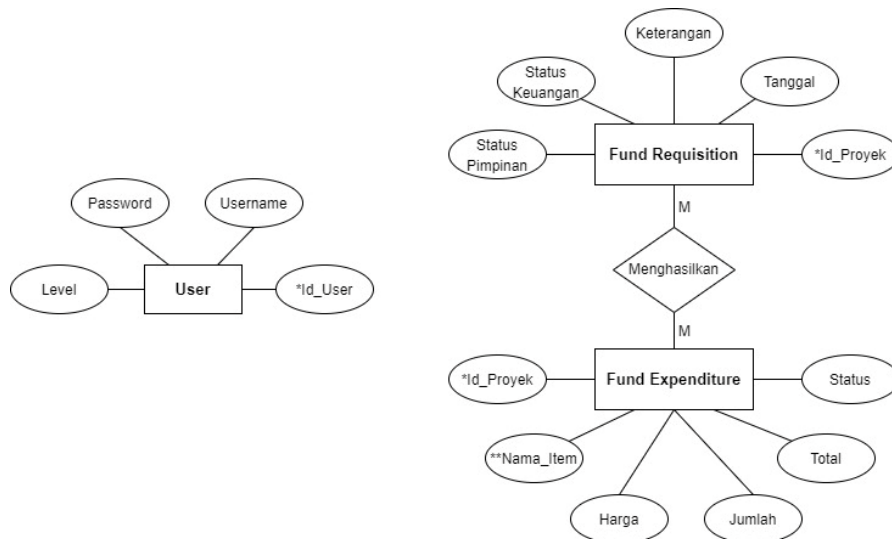 Keterangan
Status
Keuangan
Tanggal
Status
Pimpinan
Fund Requisition
*Id_Proyek
M
Password
Username
Menghasilkan
Level
User
*Id_User
M
*Id_Proyek
Fund Expenditure
Status
**Nama_Item
Total
Harga
Jumlah